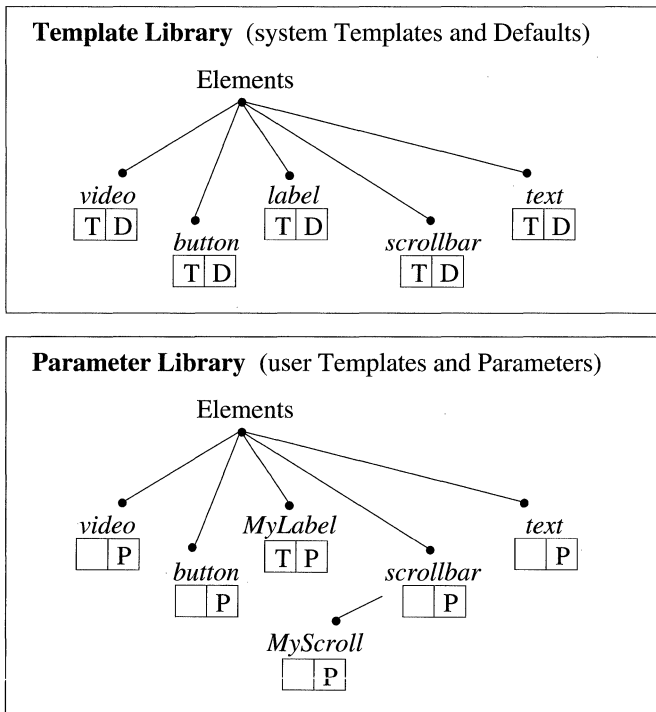 Template Library (system Templates and Defaults)
Elements
video label text
T D T D T D
button scrollbar
T D T D
Parameter Library (user Templates and Parameters)
Elements
video MyLabel text
P T P P
button scrollbar
P P
MyScroll
P